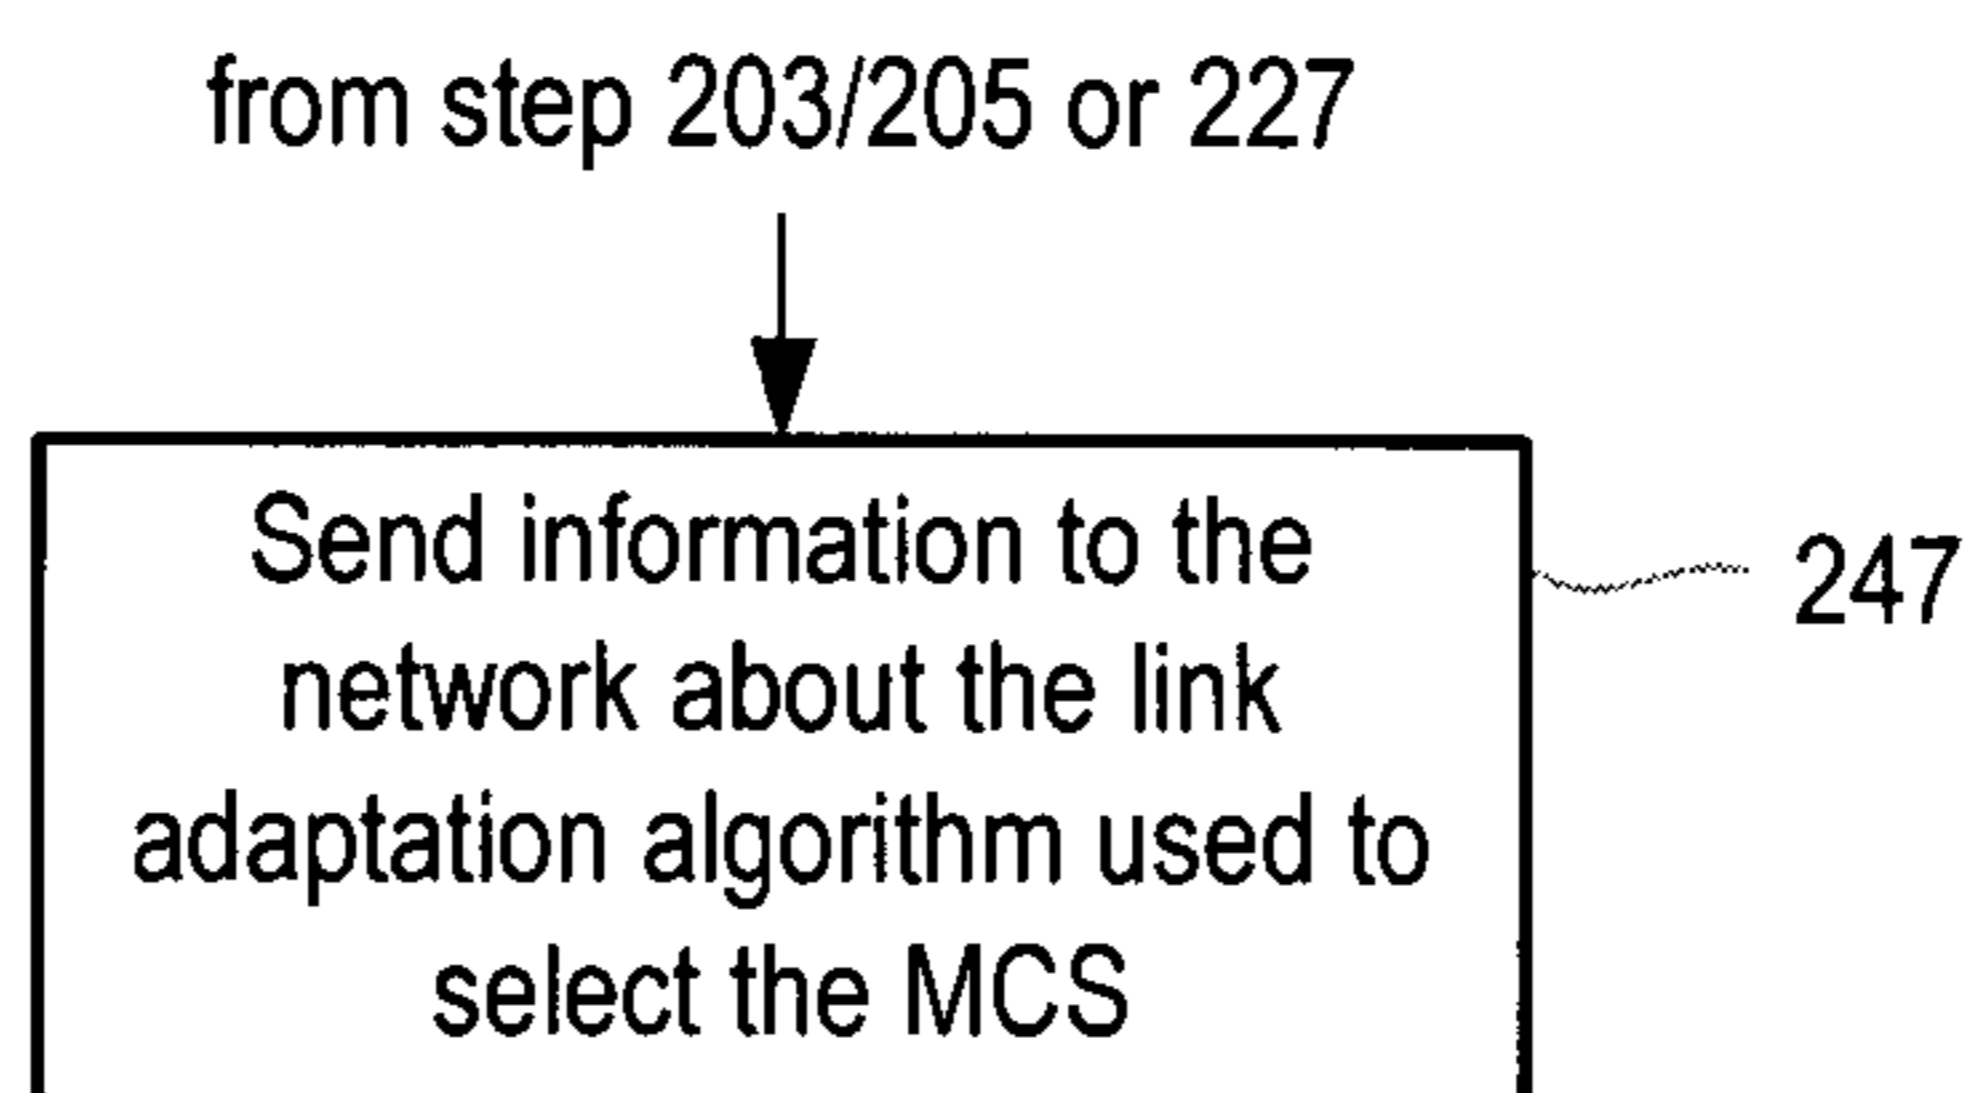 from step 203/205 or 227
Send information to the
247
network about the link
adaptation algorithm used to
select the MCS